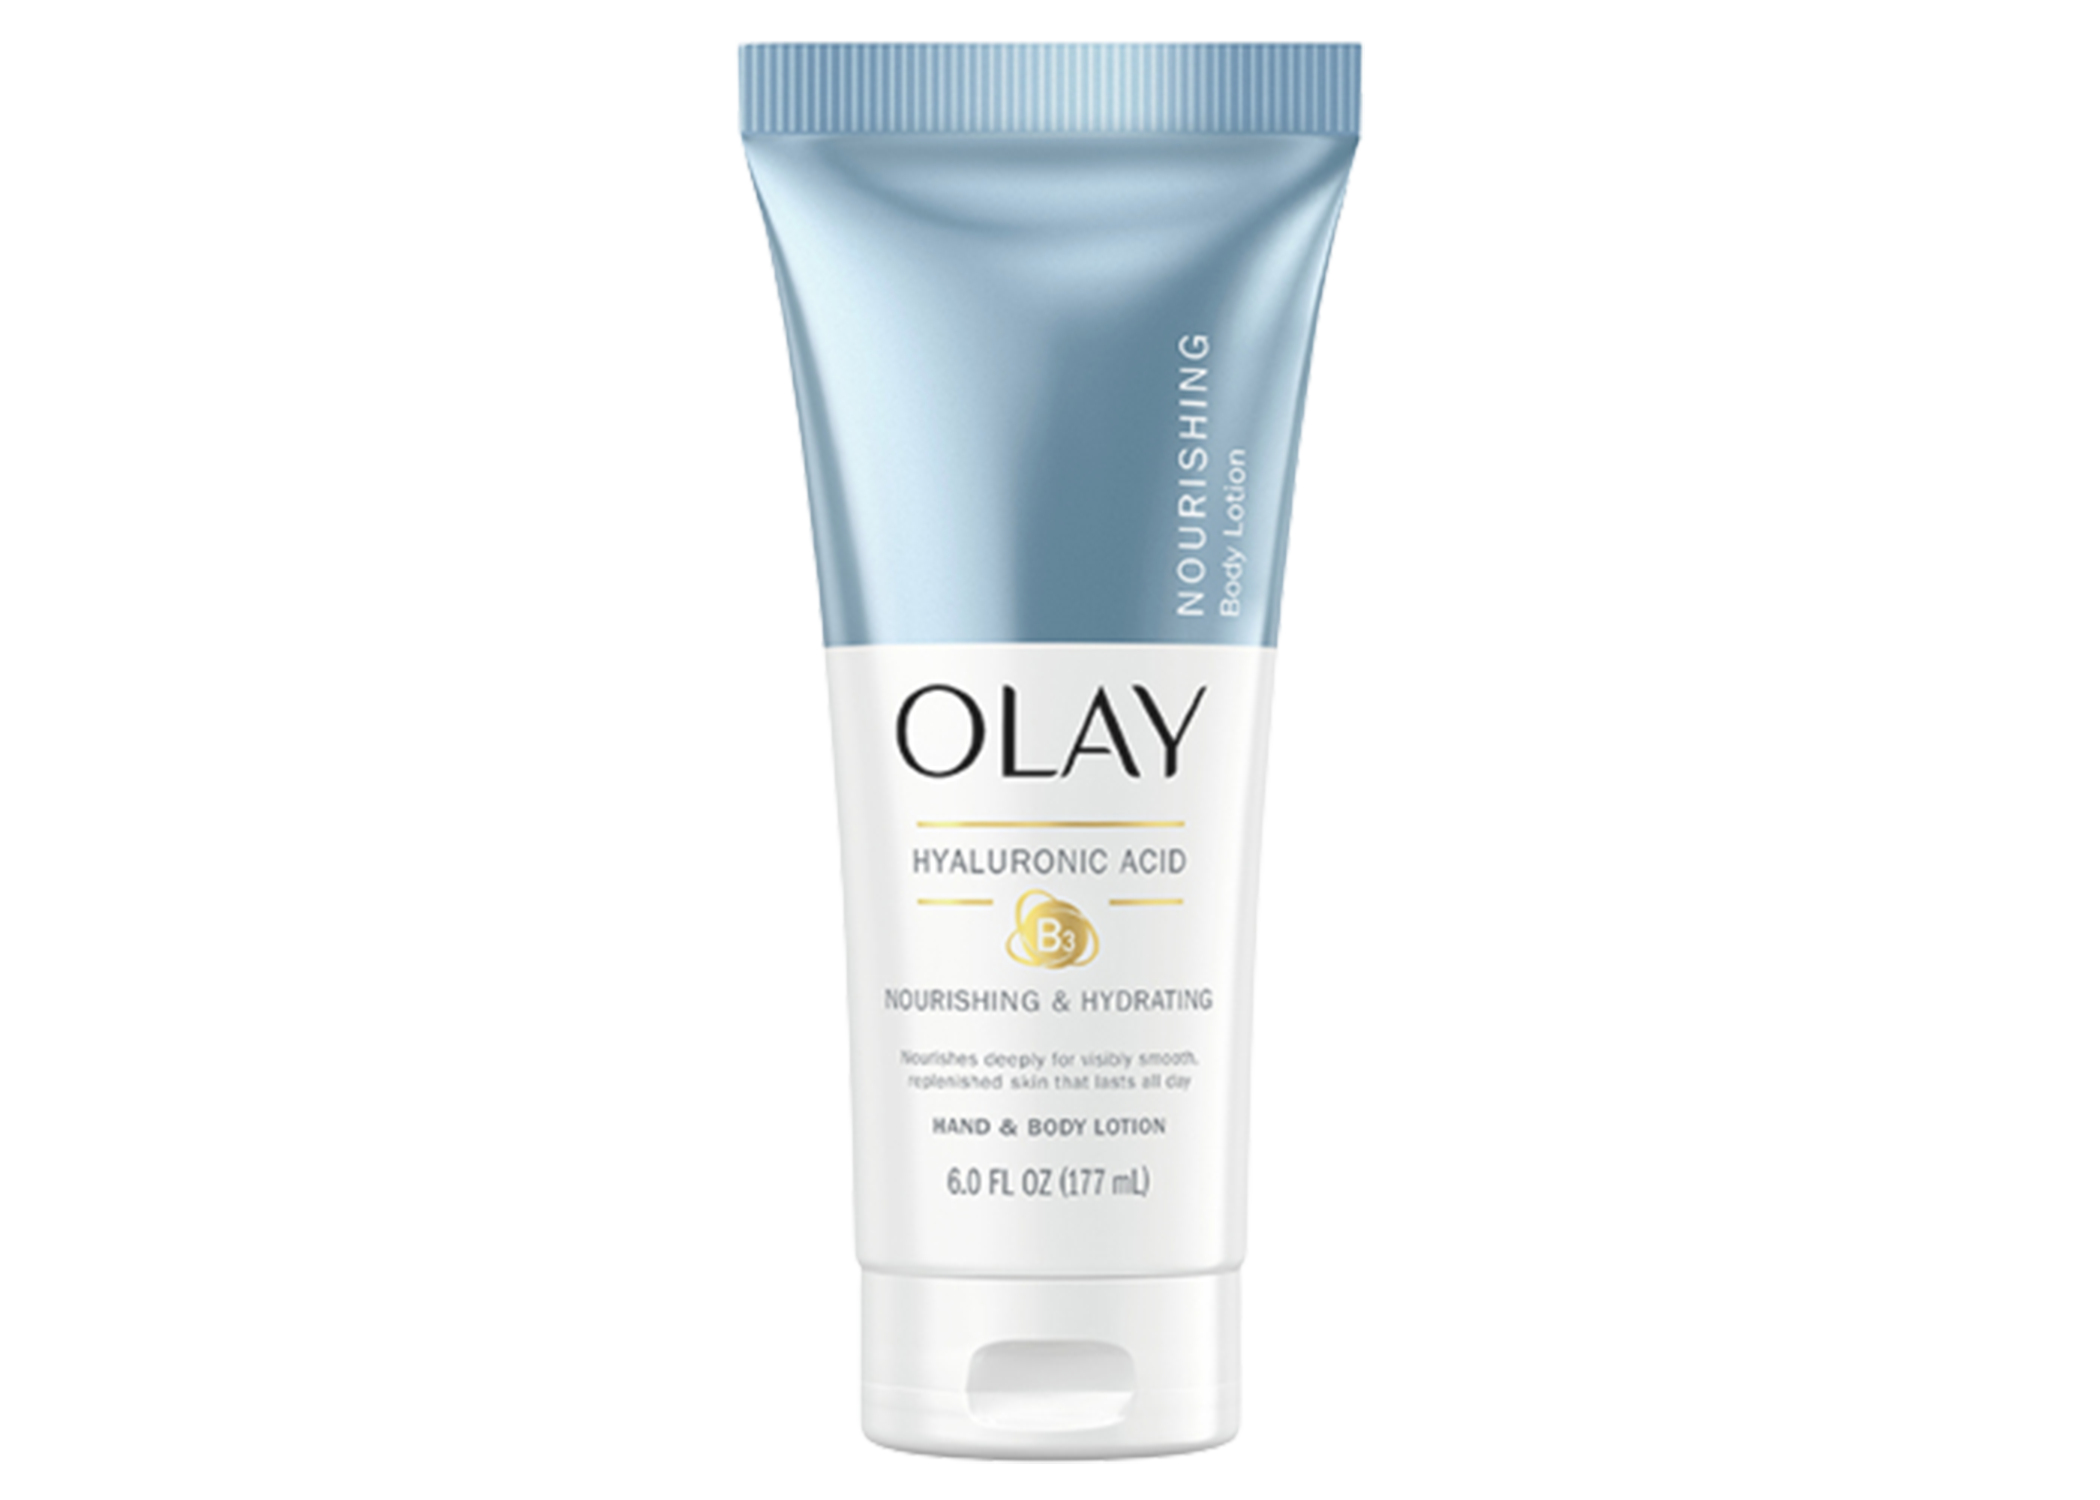 NOURISHING
Body Lotion
OLAY
HYALURONIC ACID
B3
NOURISHING & HYDRATING
Nourishes deeply for visibly smooth,
replenished skin that lasts all day
HAND & BODY LOTION
6.0 FL OZ (177 mL)